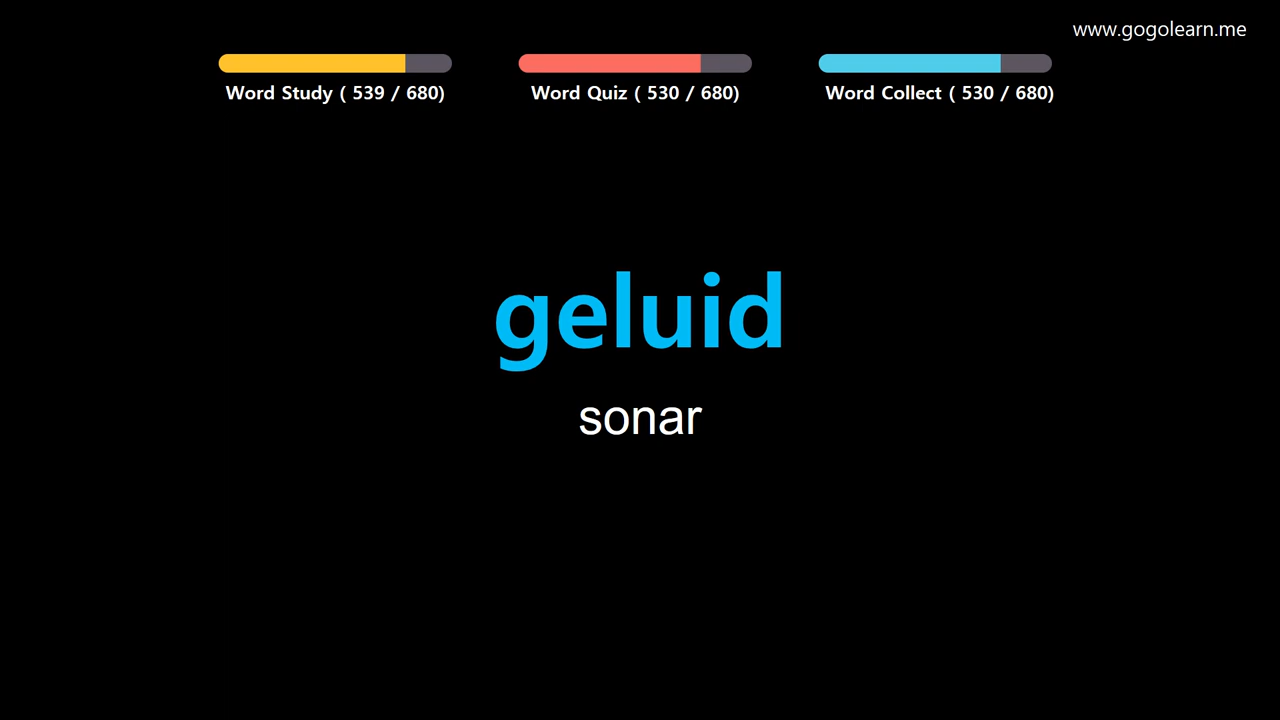 www.gogolearn.me
Word Study ( 539 / 680)
Word Quiz ( 530 / 680)
Word Collect ( 530 / 680)
geluid
sonar